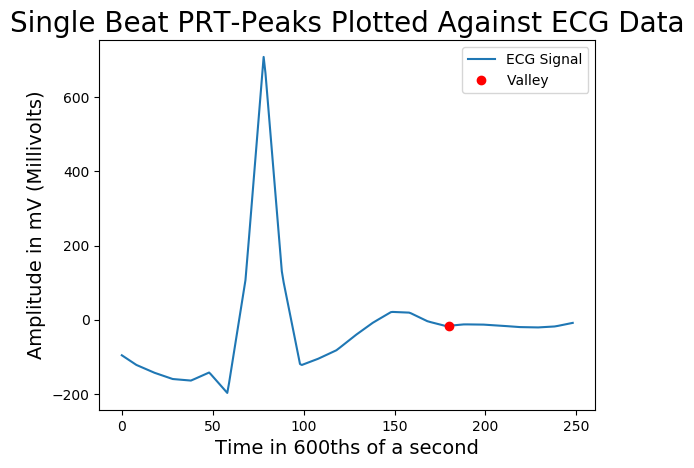 Single Beat PRT-Peaks Plotted Against ECG Data
ECG Signal
Valley
Amplitude in mV (Millivolts)
600
400
200
0
−200
0 50 100 150 200 250
Time in 600ths of a second